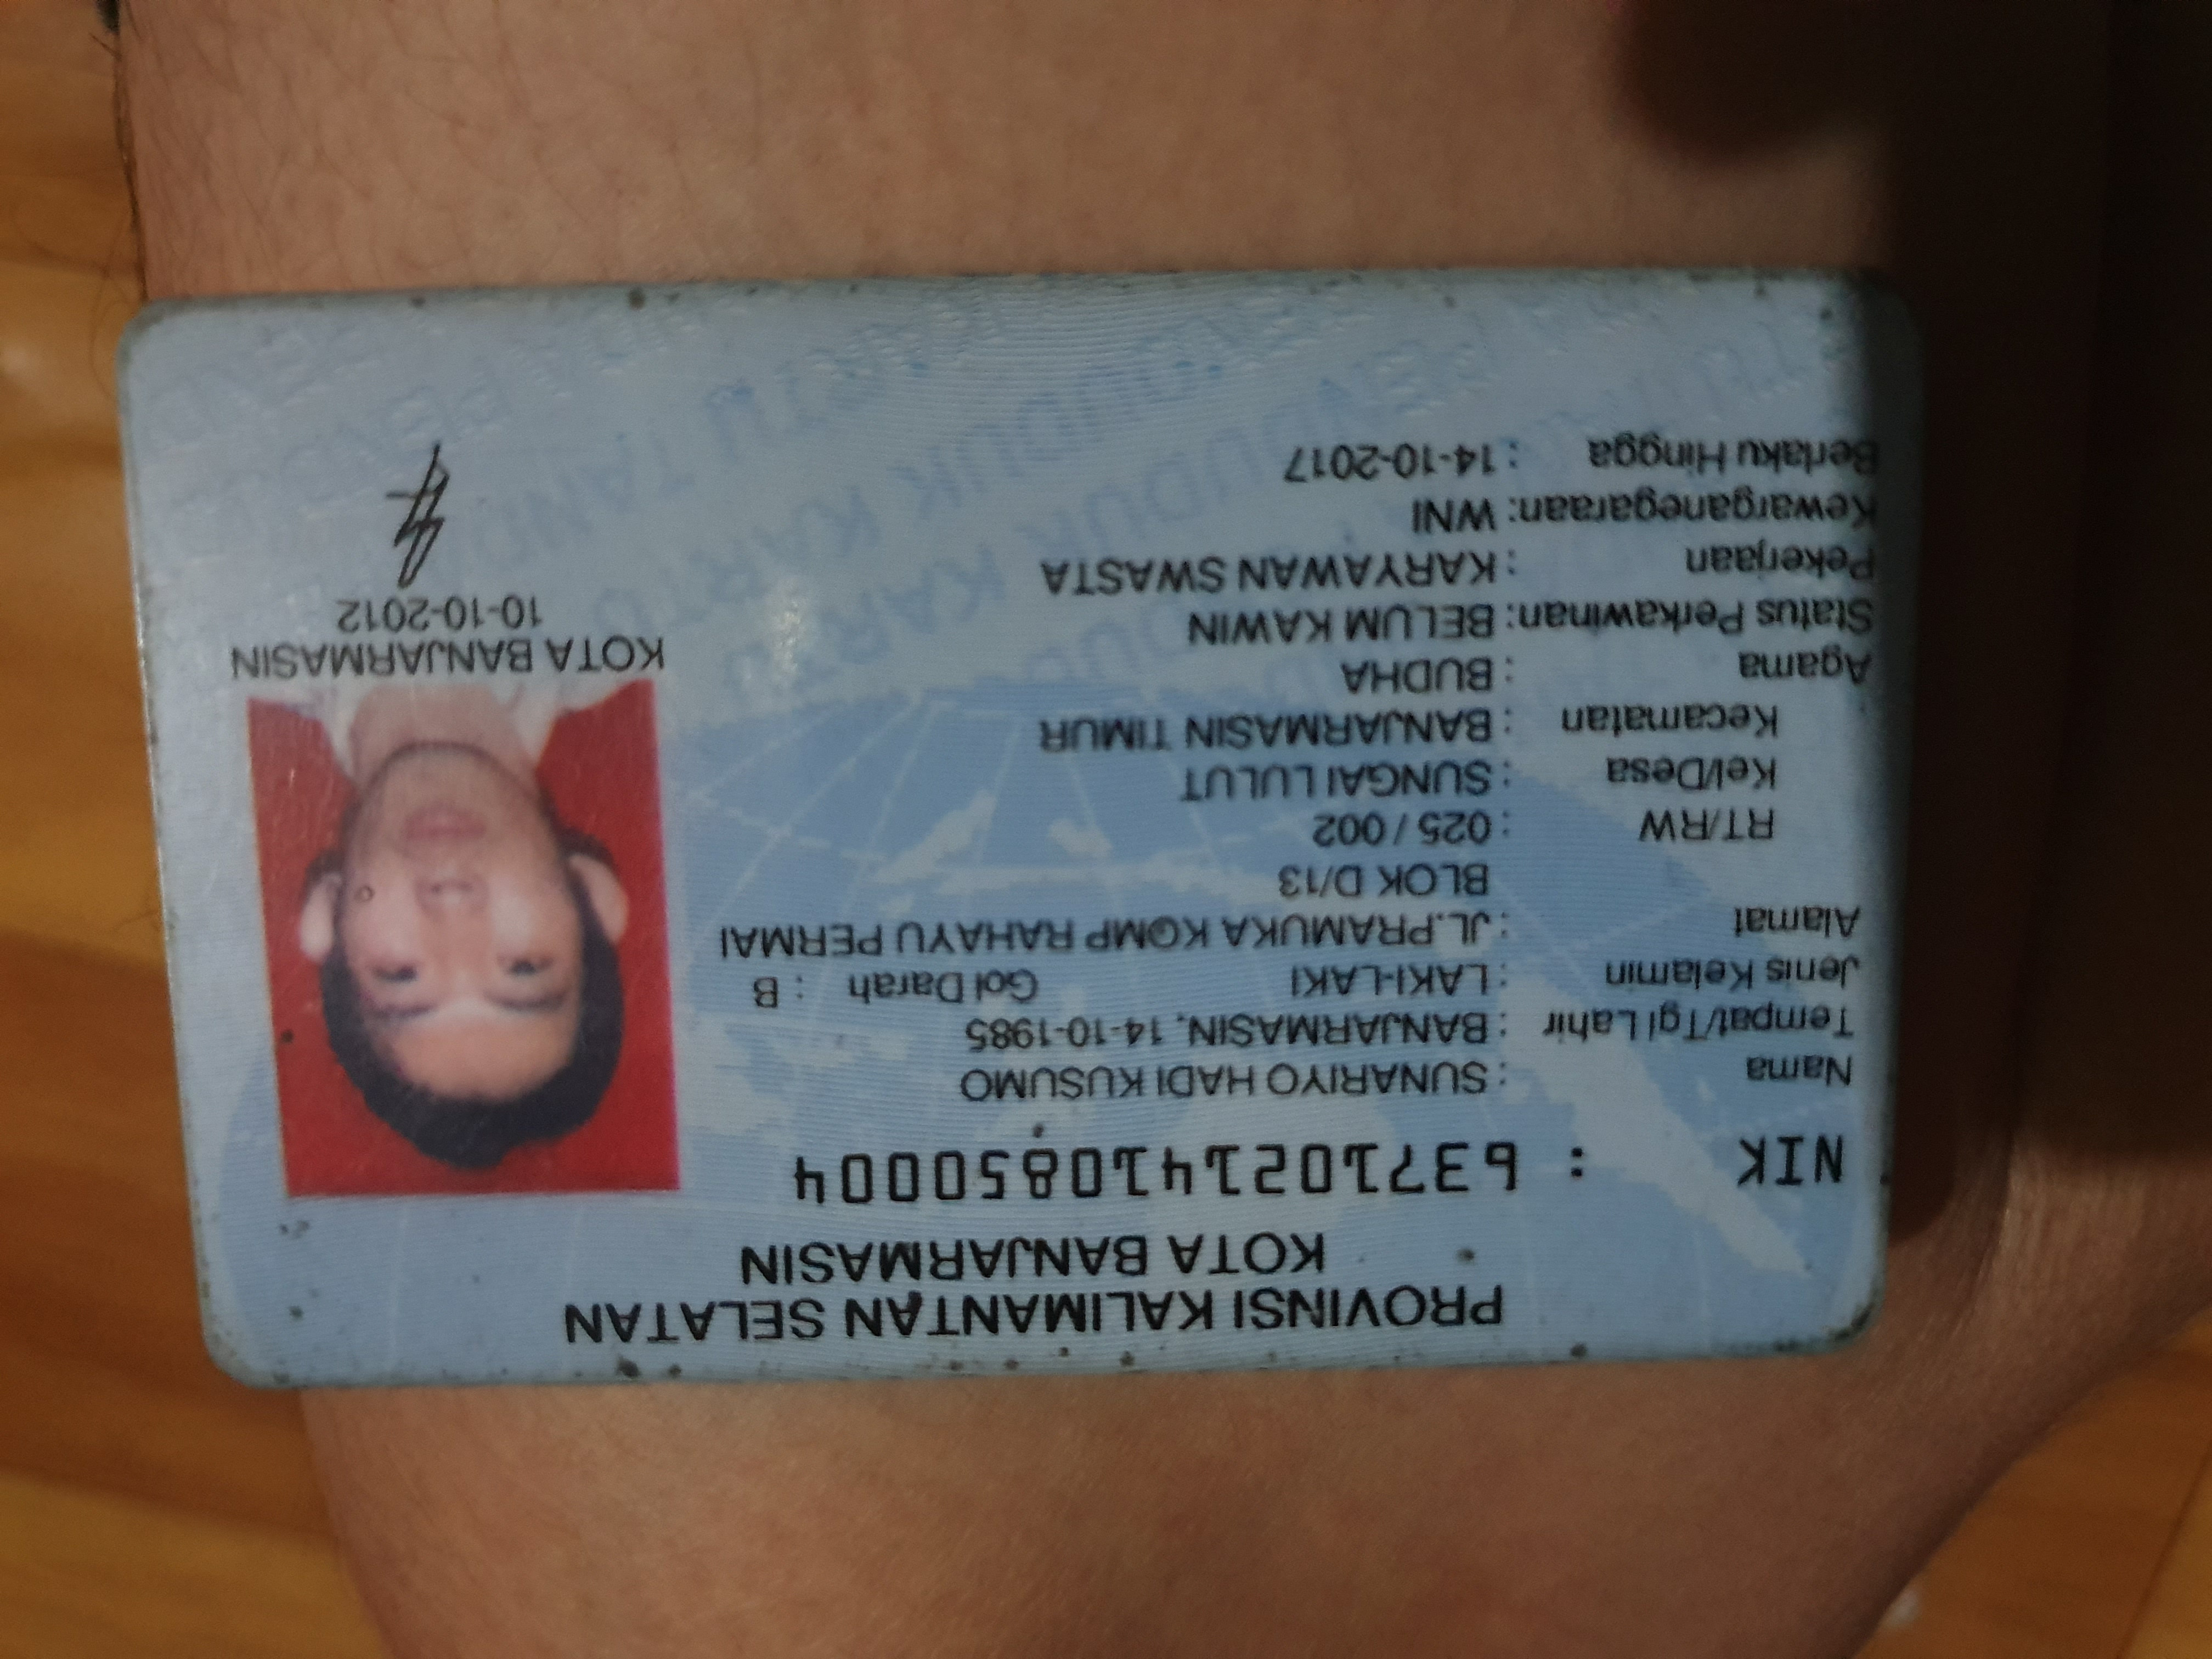 PROVINSI KALIMANTAN SELATAN
KOTA BANJARMASIN
NIK : 6371021410850004
Nama : SUNARIYO HADI KUSUMO
Tempat/Tgl Lahir : BANJARMASIN, 14-10-1985
Jenis Kelamin : LAKI-LAKI Gol Darah : B
Alamat : JL.PRAMUKA KOMP RAHAYU PERMAI
BLOK D/13
RT/RW : 025 / 002
Kel/Desa : SUNGAI LULUT
Kecamatan : BANJARMASIN TIMUR
Agama : BUDHA
Status Perkawinan: BELUM KAWIN
Pekerjaan : KARYAWAN SWASTA
Kewarganegaraan: WNI
Berlaku Hingga : 14-10-2017
KOTA BANJARMASIN
10-10-2012